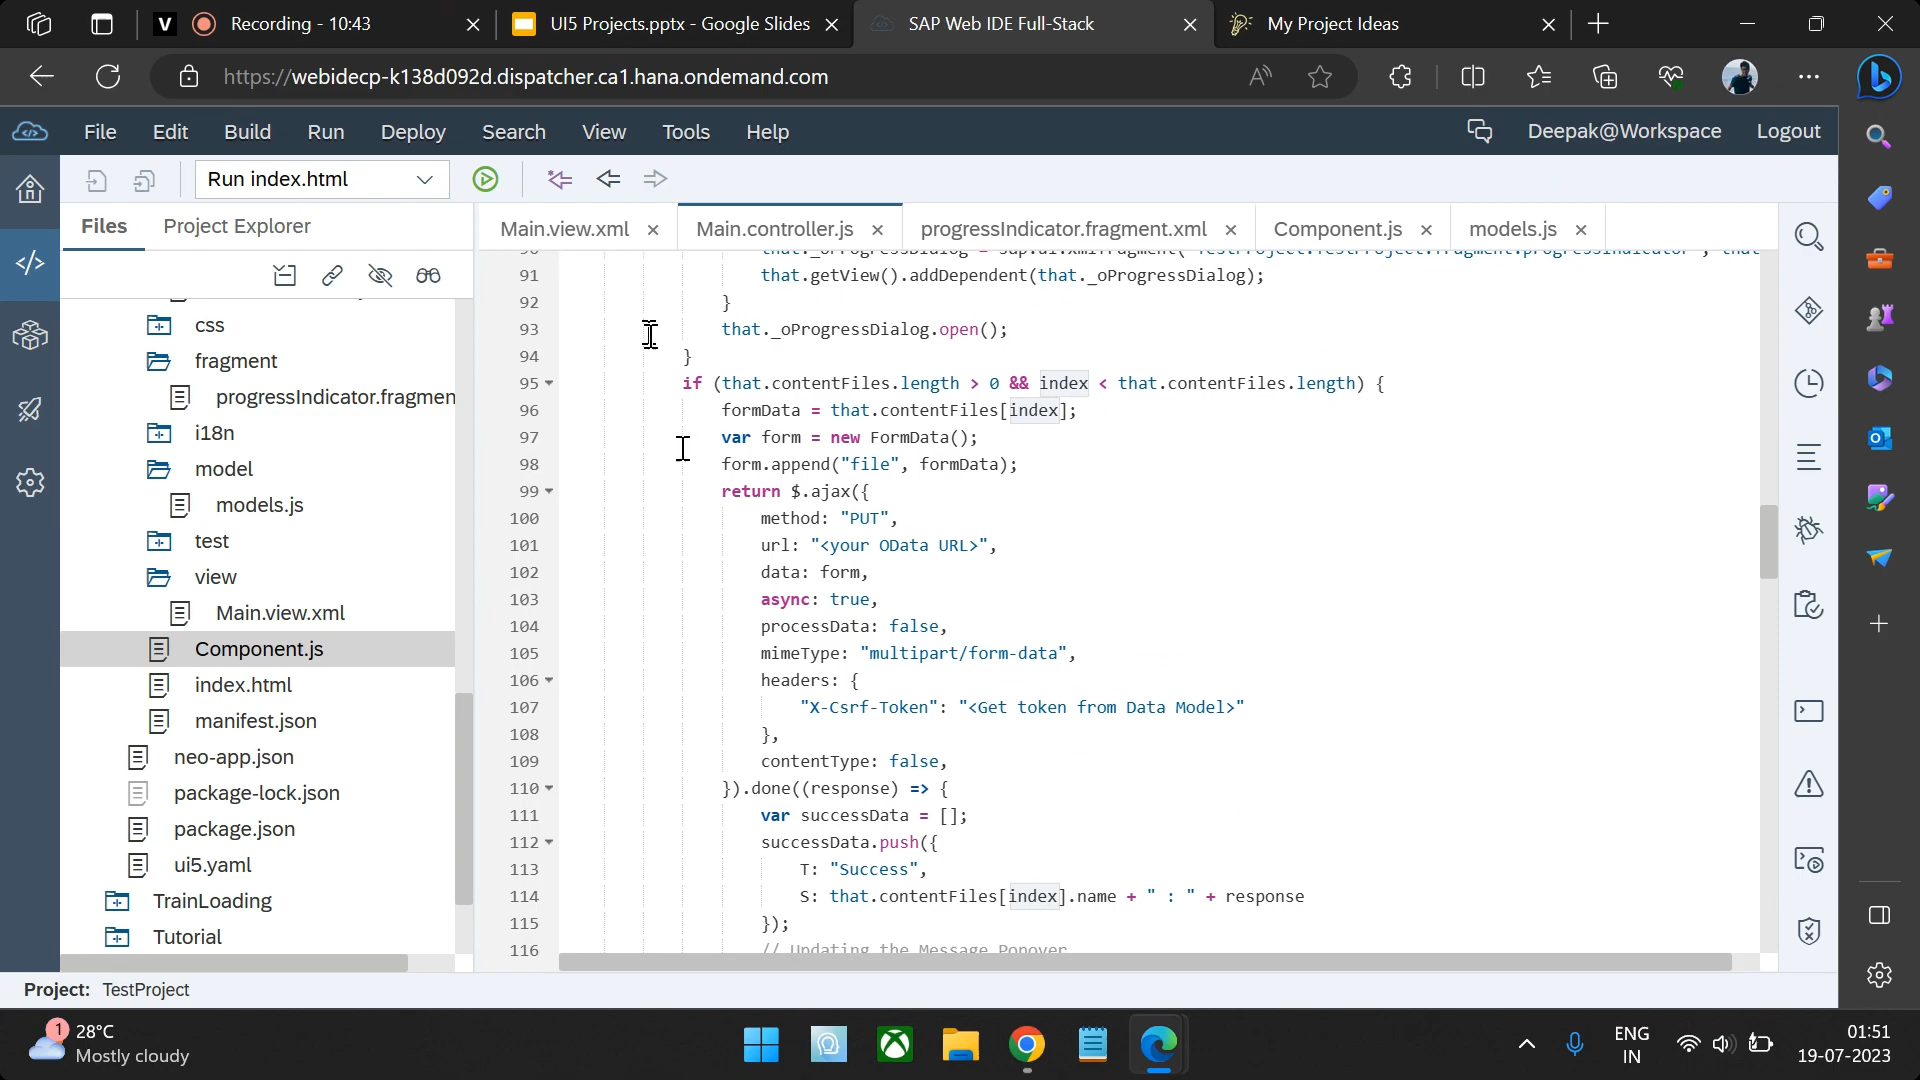 V Recording - 10:43
UI5 Projects.pptx - Google Slides
SAP Web IDE Full-Stack
My Project Ideas
https://webidecp-k138d092d.dispatcher.ca1.hana.ondemand.com
File Edit Build Run Deploy Search View Tools Help
Deepak@Workspace Logout
Run index.html
Files Project Explorer
css
fragment
progressIndicator.fragmen
i18n
model
models.js
test
view
Main.view.xml
Component.js
index.html
manifest.json
neo-app.json
package-lock.json
package.json
ui5.yaml
TrainLoading
Tutorial
Main.view.xml Main.controller.js progressIndicator.fragment.xml Component.js models.js
91 that.getView().addDependent(that._oProgressDialog);
92 }
93 that._oProgressDialog.open();
94 }
95 if (that.contentFiles.length > 0 && index < that.contentFiles.length) {
96 formData = that.contentFiles[index];
97 var form = new FormData();
98 form.append("file", formData);
99 return $.ajax({
100 method: "PUT",
101 url: "<your OData URL>",
102 data: form,
103 async: true,
104 processData: false,
105 mimeType: "multipart/form-data",
106 headers: {
107 "X-Csrf-Token": "<Get token from Data Model>"
108 },
109 contentType: false,
110 }).done((response) => {
111 var successData = [];
112 successData.push({
113 T: "Success",
114 S: that.contentFiles[index].name + " : " + response
115 });
116 // Updating the Message Popover
Project: TestProject
1
28°C
Mostly cloudy
ENG
IN
01:51
19-07-2023